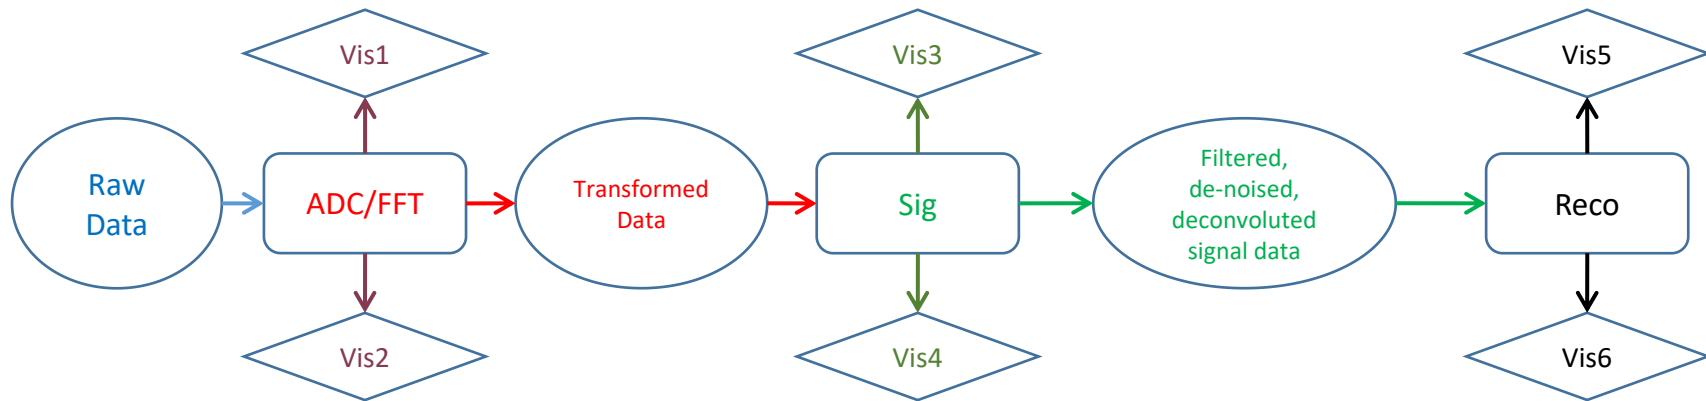 Vis1
Vis3
Vis5
Raw
Data
ADC/FFT
Transformed
Data
Sig
Filtered,
de-noised,
deconvoluted
signal data
Reco
Vis2
Vis4
Vis6